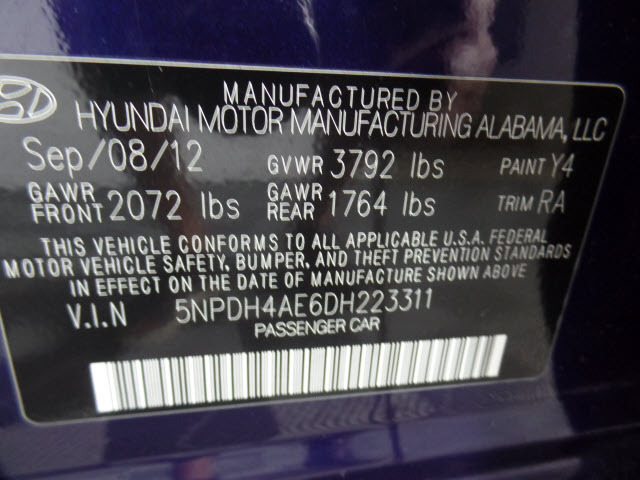 MANUFACTURED BY
HYUNDAI MOTOR MANUFACTURING ALABAMA, LLC
Sep/08/12 GVWR 3792 lbs PAINT Y4
GAWR FRONT 2072 lbs GAWR REAR 1764 lbs TRIM RA
THIS VEHICLE CONFORMS TO ALL APPLICABLE U.S.A. FEDERAL
MOTOR VEHICLE SAFETY, BUMPER, AND THEFT PREVENTION
STANDARDS IN EFFECT ON THE DATE OF MANUFACTURE SHOWN ABOVE
V.I.N 5NPDH4AE6DH223311
PASSENGER CAR